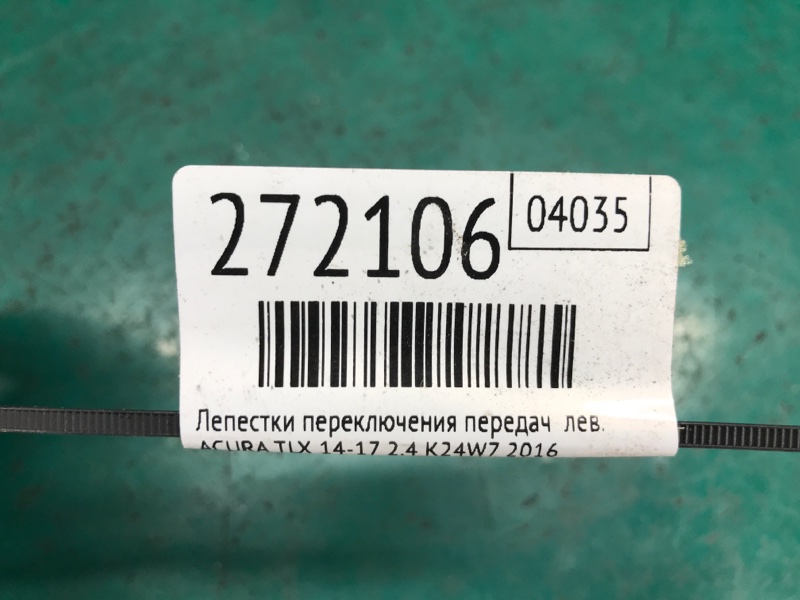 272106
04035
Лепестки переключения передач лев.
ACURA TLX 14-17 2.4 K24W7 2016